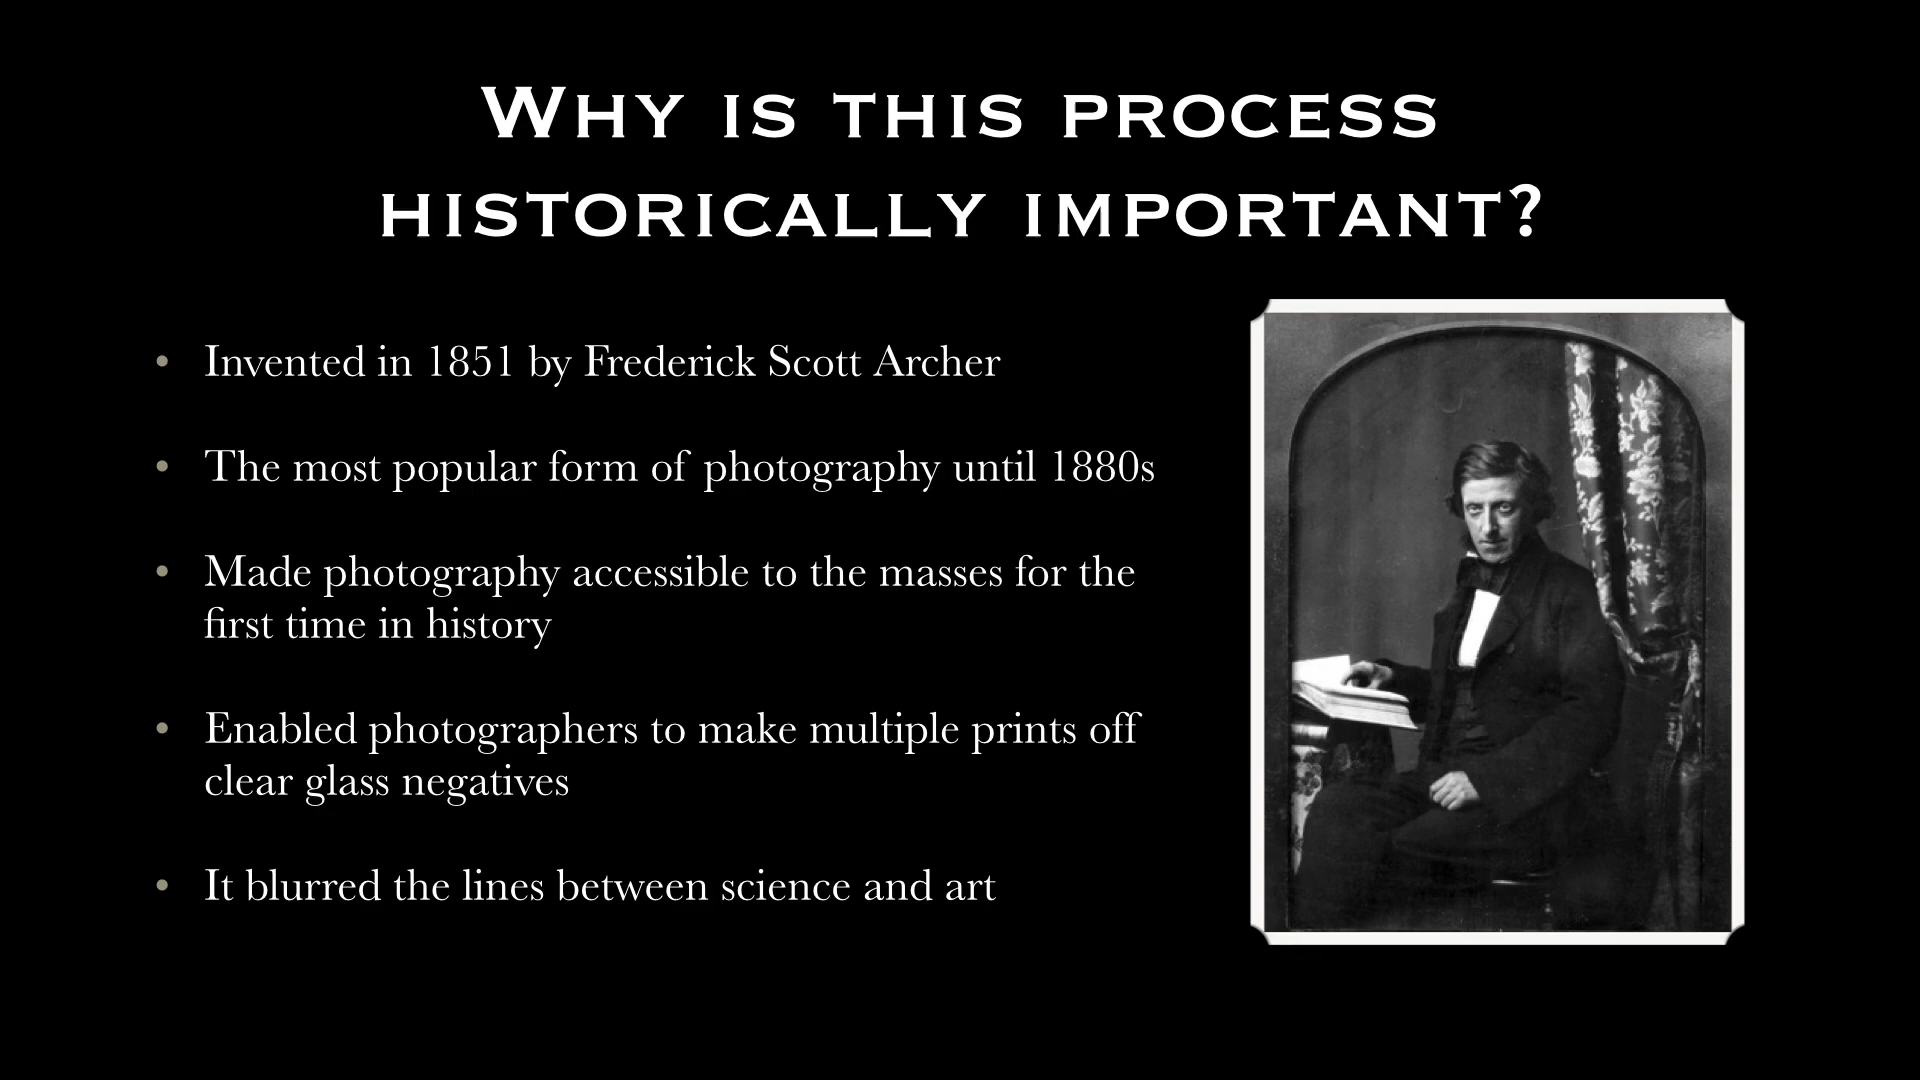 Why is this process
historically important?
• Invented in 1851 by Frederick Scott Archer
• The most popular form of photography until 1880s
• Made photography accessible to the masses for the
first time in history
• Enabled photographers to make multiple prints off
clear glass negatives
• It blurred the lines between science and art